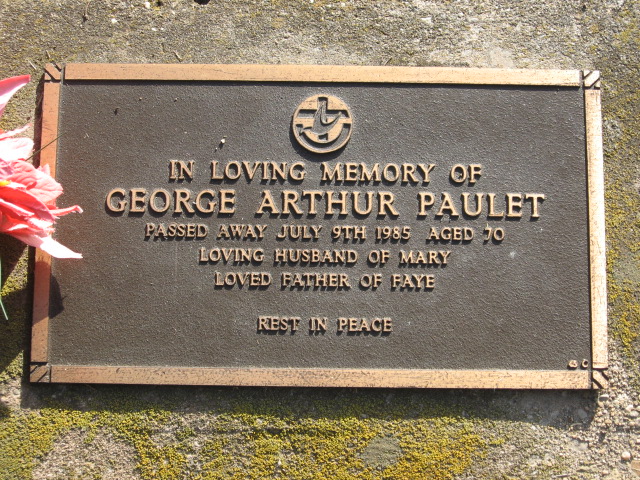 IN LOVING MEMORY OF
GEORGE ARTHUR PAULET
PASSED AWAY JULY 9TH 1985 AGED 70
LOVING HUSBAND OF MARY
LOVED FATHER OF FAYE
REST IN PEACE